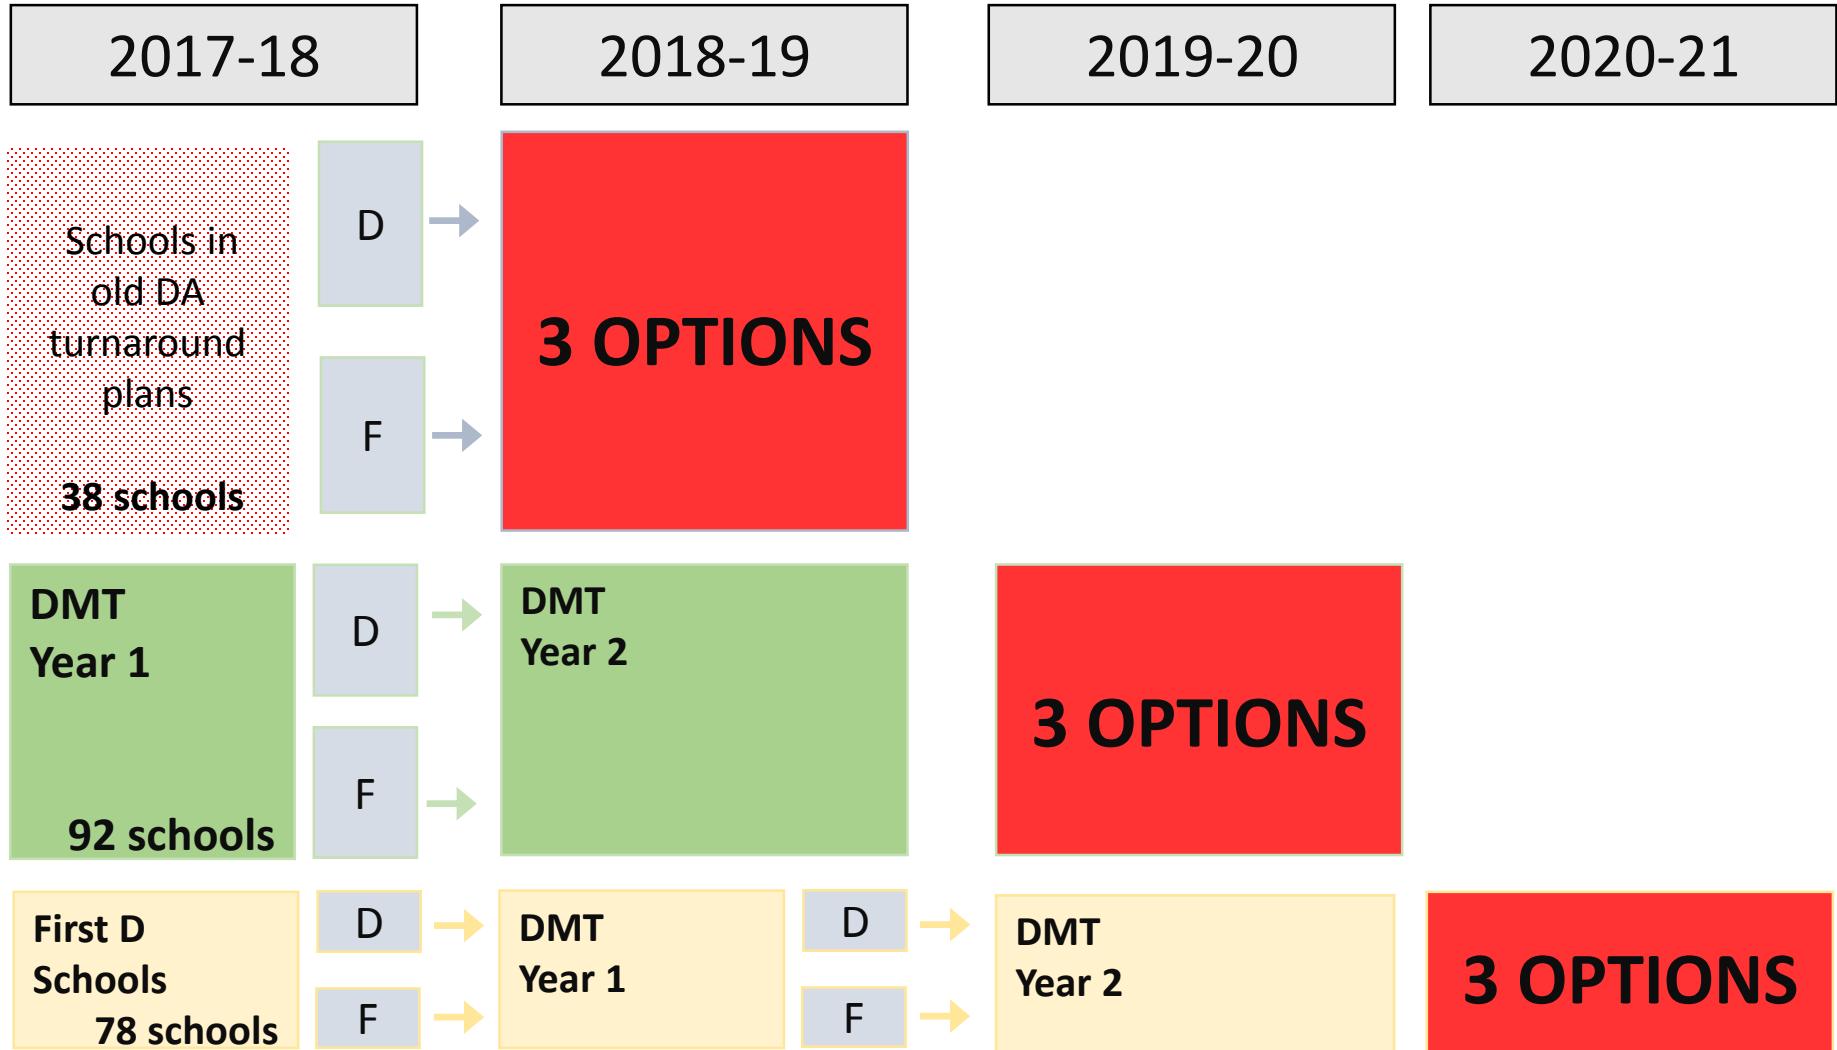 2017-18
2018-19
2019-20
2020-21
Schools in
old DA
turnaround
plans
38 schools
D
F
3 OPTIONS
DMT
Year 1
92 schools
D
F
DMT
Year 2
3 OPTIONS
First D
Schools
78 schools
D
F
DMT
Year 1
D
F
DMT
Year 2
3 OPTIONS